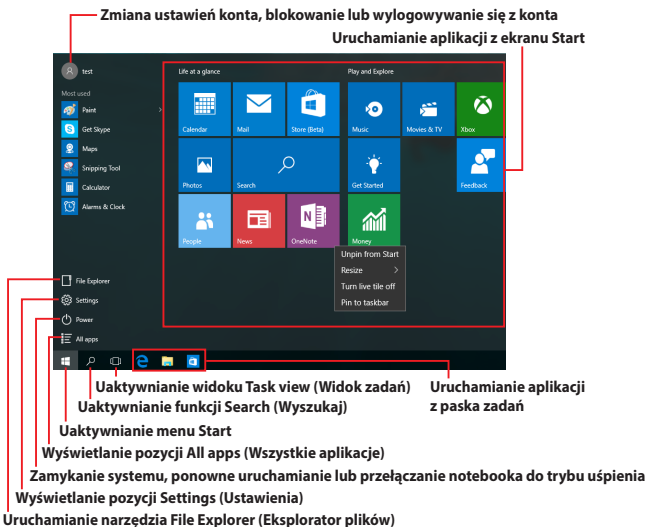 Zmiana ustawień konta, blokowanie lub wylogowywanie się z konta
Uruchamianie aplikacji z ekranu Start
test
Most used
Paint
Get Skype
Maps
Snipping Tool
Calculator
Alarms & Clock
File Explorer
Settings
Power
All apps
Life at a glance
Play and Explore
Calendar
Mail
Store (Beta)
Music
Movies & TV
Xbox
Photos
Search
Get Started
Feedback
People
News
OneNote
Money
Unpin from Start
Resize
Turn live tile off
Pin to taskbar
Uaktywnianie widoku Task view (Widok zadań)
Uruchamianie aplikacji
z paska zadań
Uaktywnianie funkcji Search (Wyszukaj)
Uaktywnianie menu Start
Wyświetlanie pozycji All apps (Wszystkie aplikacje)
Zamykanie systemu, ponowne uruchamianie lub przełączanie notebooka do trybu uśpienia
Wyświetlanie pozycji Settings (Ustawienia)
Uruchamianie narzędzia File Explorer (Eksplorator plików)